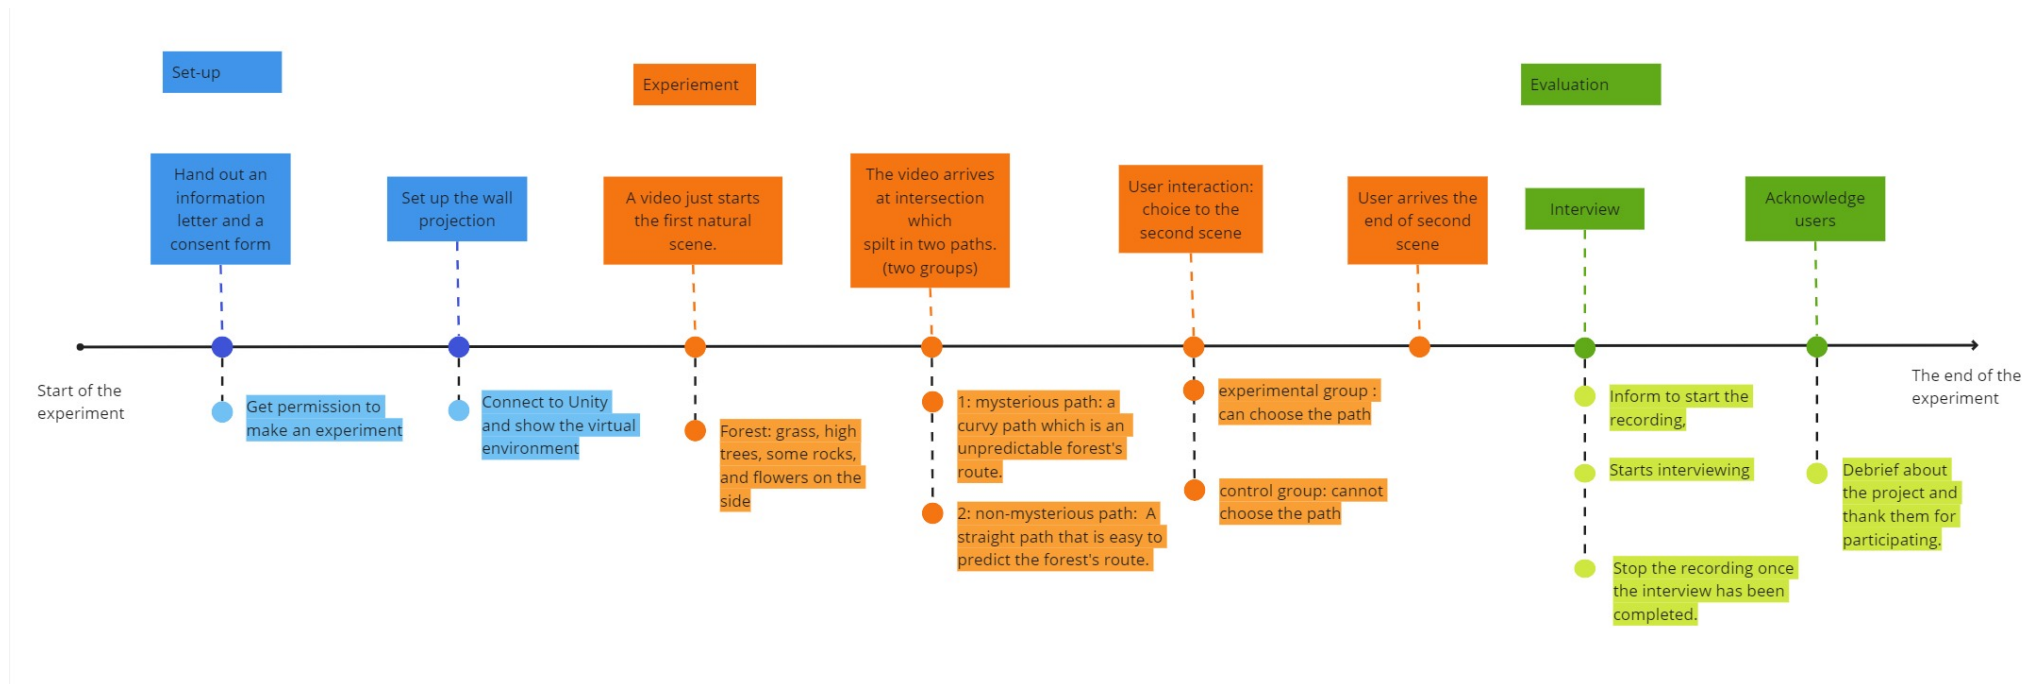 Set-up
Experiement
Evaluation
Hand out an
information
letter and a
consent form
Set up the wall
projection
A video just starts
the first natural
scene.
The video arrives
at intersection
which
spilt in two paths.
(two groups)
User interaction:
choice to the
second scene
User arrives the
end of second
scene
Interview
Acknowledge
users
Start of the
experiment
The end of the
experiment
Get permission to
make an experiment
Connect to Unity
and show the virtual
environment
Forest: grass, high
trees, some rocks,
and flowers on the
side
1: mysterious path: a
curvy path which is an
unpredictable forest's
route.
2: non-mysterious path:  A
straight path that is easy to
predict the forest's route.
experimental group :
can choose the path
control group: cannot
choose the path
Inform to start the
recording,
Starts interviewing
Stop the recording once
the interview has been
completed.
Debrief about
the project and
thank them for
participating.